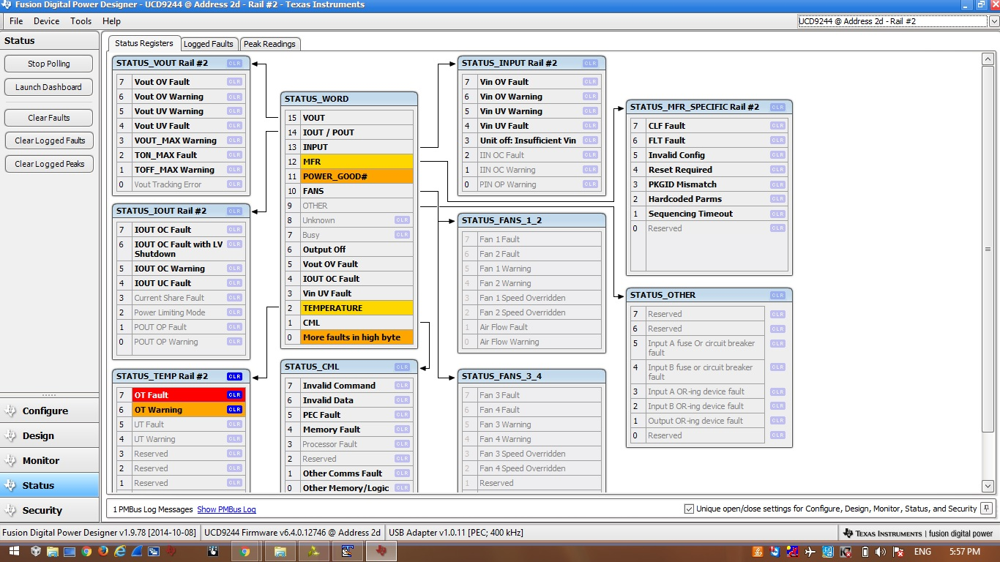 Fusion Digital Power Designer - UCD9244 @ Address 2d - Rail #2 - Texas Instruments
File Device Tools Help
UCD9244 @ Address 2d - Rail #2
Status
Stop Polling
Launch Dashboard
Clear Faults
Clear Logged Faults
Clear Logged Peaks
Configure
Design
Monitor
Status
Security
Status Registers Logged Faults Peak Readings
STATUS_VOUT Rail #2 CLR
7 Vout OV Fault CLR
6 Vout OV Warning CLR
5 Vout UV Warning CLR
4 Vout UV Fault CLR
3 VOUT_MAX Warning CLR
2 TON_MAX Fault CLR
1 TOFF_MAX Warning CLR
0 Vout Tracking Error CLR
STATUS_IOUT Rail #2 CLR
7 IOUT OC Fault CLR
6 IOUT OC Fault with LV CLR
Shutdown
5 IOUT OC Warning CLR
4 IOUT UC Fault CLR
3 Current Share Fault CLR
2 Power Limiting Mode CLR
1 POUT OP Fault CLR
0 POUT OP Warning CLR
STATUS_TEMP Rail #2 CLR
7 OT Fault CLR
6 OT Warning CLR
5 UT Fault CLR
4 UT Warning CLR
3 Reserved CLR
2 Reserved CLR
1 Reserved CLR
STATUS_WORD
15 VOUT
14 IOUT / POUT
13 INPUT
12 MFR
11 POWER_GOOD#
10 FANS
9 OTHER
8 Unknown CLR
7 Busy CLR
6 Output Off
5 Vout OV Fault
4 IOUT OC Fault
3 Vin UV Fault
2 TEMPERATURE
1 CML
0 More faults in high byte
STATUS_CML CLR
7 Invalid Command CLR
6 Invalid Data CLR
5 PEC Fault CLR
4 Memory Fault CLR
3 Processor Fault CLR
2 Reserved CLR
1 Other Comms Fault CLR
0 Other Memory/Logic CLR
STATUS_INPUT Rail #2 CLR
7 Vin OV Fault CLR
6 Vin OV Warning CLR
5 Vin UV Warning CLR
4 Vin UV Fault CLR
3 Unit off: Insufficient Vin CLR
2 IIN OC Fault CLR
1 IIN OC Warning CLR
0 PIN OP Warning CLR
STATUS_FANS_1_2
7 Fan 1 Fault
6 Fan 2 Fault
5 Fan 1 Warning
4 Fan 2 Warning
3 Fan 1 Speed Overridden
2 Fan 2 Speed Overridden
1 Air Flow Fault
0 Air Flow Warning
STATUS_FANS_3_4
7 Fan 3 Fault
6 Fan 4 Fault
5 Fan 3 Warning
4 Fan 4 Warning
3 Fan 3 Speed Overridden
2 Fan 4 Speed Overridden
1 Reserved
STATUS_MFR_SPECIFIC Rail #2 CLR
7 CLF Fault CLR
6 FLT Fault CLR
5 Invalid Config CLR
4 Reset Required CLR
3 PKGID Mismatch CLR
2 Hardcoded Parms CLR
1 Sequencing Timeout CLR
0 Reserved CLR
STATUS_OTHER CLR
7 Reserved CLR
6 Reserved CLR
5 Input A fuse Or circuit breaker CLR
fault
4 Input B fuse or circuit breaker CLR
fault
3 Input A OR-ing device fault CLR
2 Input B OR-ing device fault CLR
1 Output OR-ing device fault CLR
0 Reserved CLR
1 PMBus Log Messages Show PMBus Log
Unique open/close settings for Configure, Design, Monitor, Status, and Security
Fusion Digital Power Designer v1.9.78 [2014-10-08] UCD9244 Firmware v6.4.0.12746 @ Address 2d USB Adapter v1.0.11 [PEC; 400 kHz] TEXAS INSTRUMENTS | fusion digital power
ENG 5:57 PM